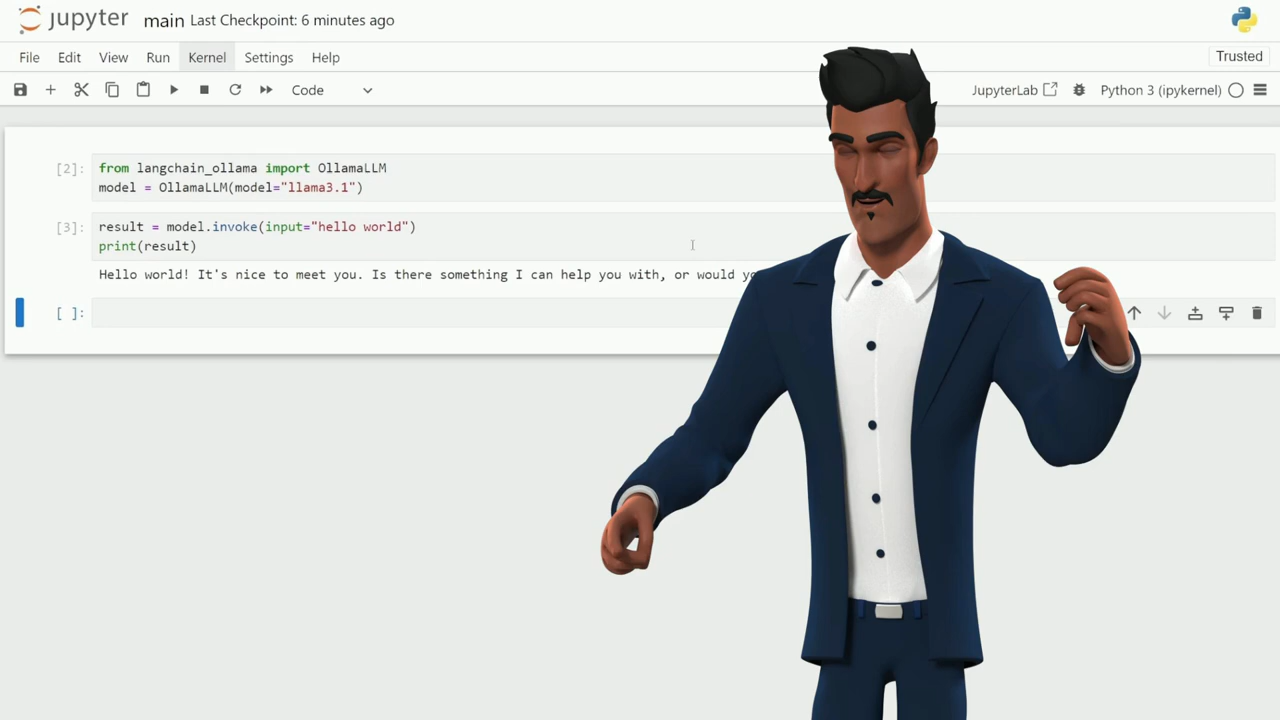 jupyter main Last Checkpoint: 6 minutes ago
File Edit View Run Kernel Settings Help Trusted
Code JupyterLab Python 3 (ipykernel)
[2]: from langchain_ollama import OllamaLLM
model = OllamaLLM(model="llama3.1")
[3]: result = model.invoke(input="hello world")
print(result)
Hello world! It's nice to meet you. Is there something I can help you with, or would
[ ]: